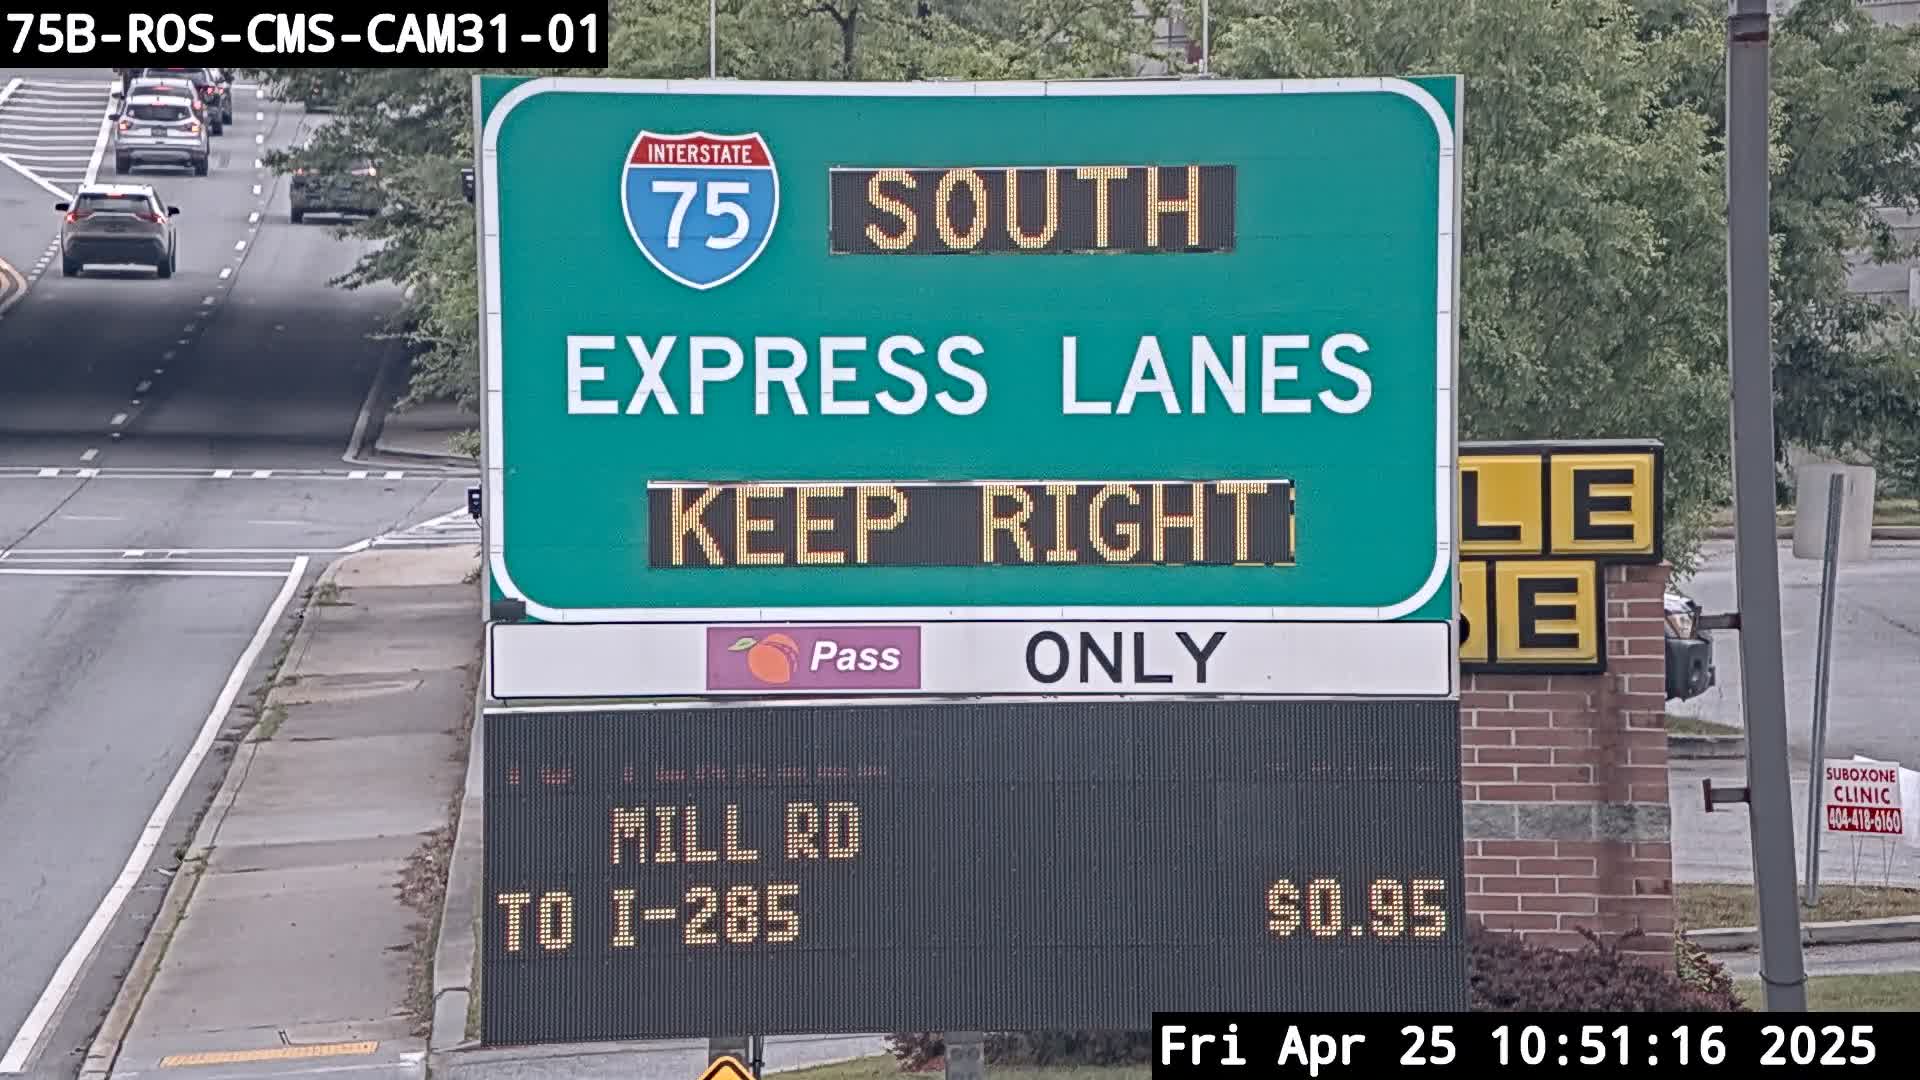 75B-ROS-CMS-CAM31-01
INTERSTATE
75
SOUTH
EXPRESS LANES
KEEP RIGHT
Pass ONLY
MILL RD
TO I-285 $0.95
LE
E
SUBOXONE
CLINIC
404-418-6160
Fri Apr 25 10:51:16 2025